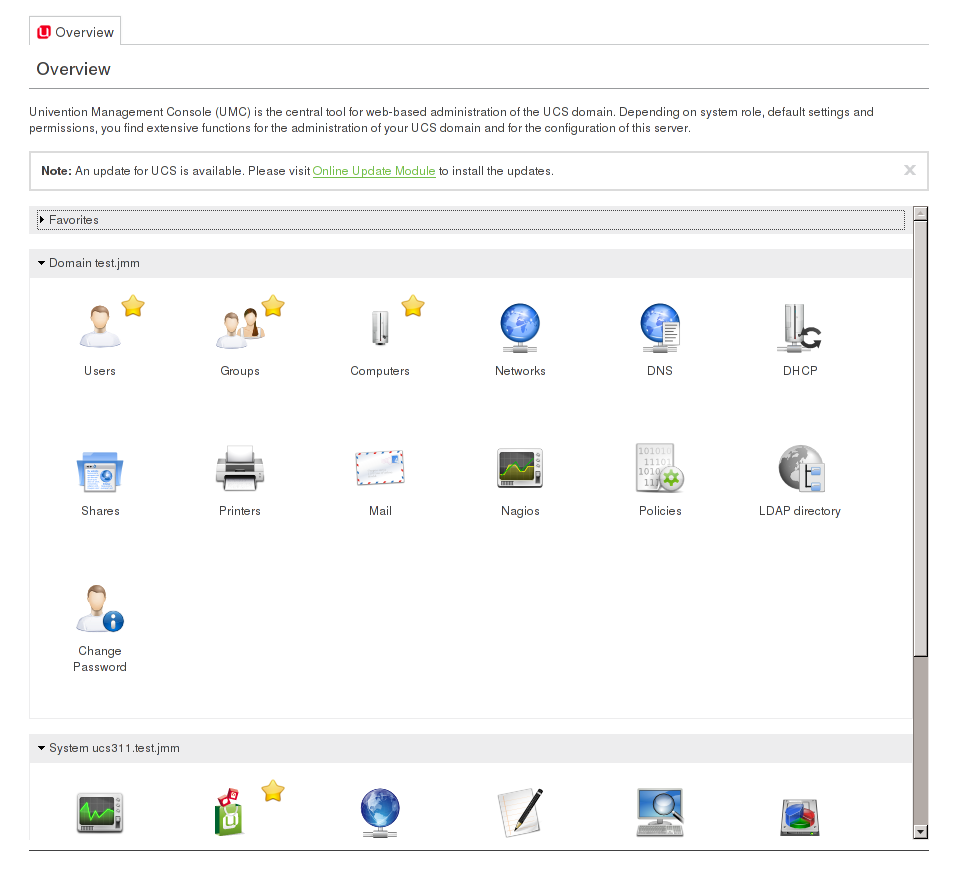 Overview
Overview
Univention Management Console (UMC) is the central tool for web-based administration of the UCS domain. Depending on system role, default settings and
permissions, you find extensive functions for the administration of your UCS domain and for the configuration of this server.
Note: An update for UCS is available. Please visit Online Update Module to install the updates.
Favorites
Domain test.jmm
Users Groups Computers Networks DNS DHCP
Shares Printers Mail Nagios Policies LDAP directory
Change
Password
System ucs311.test.jmm